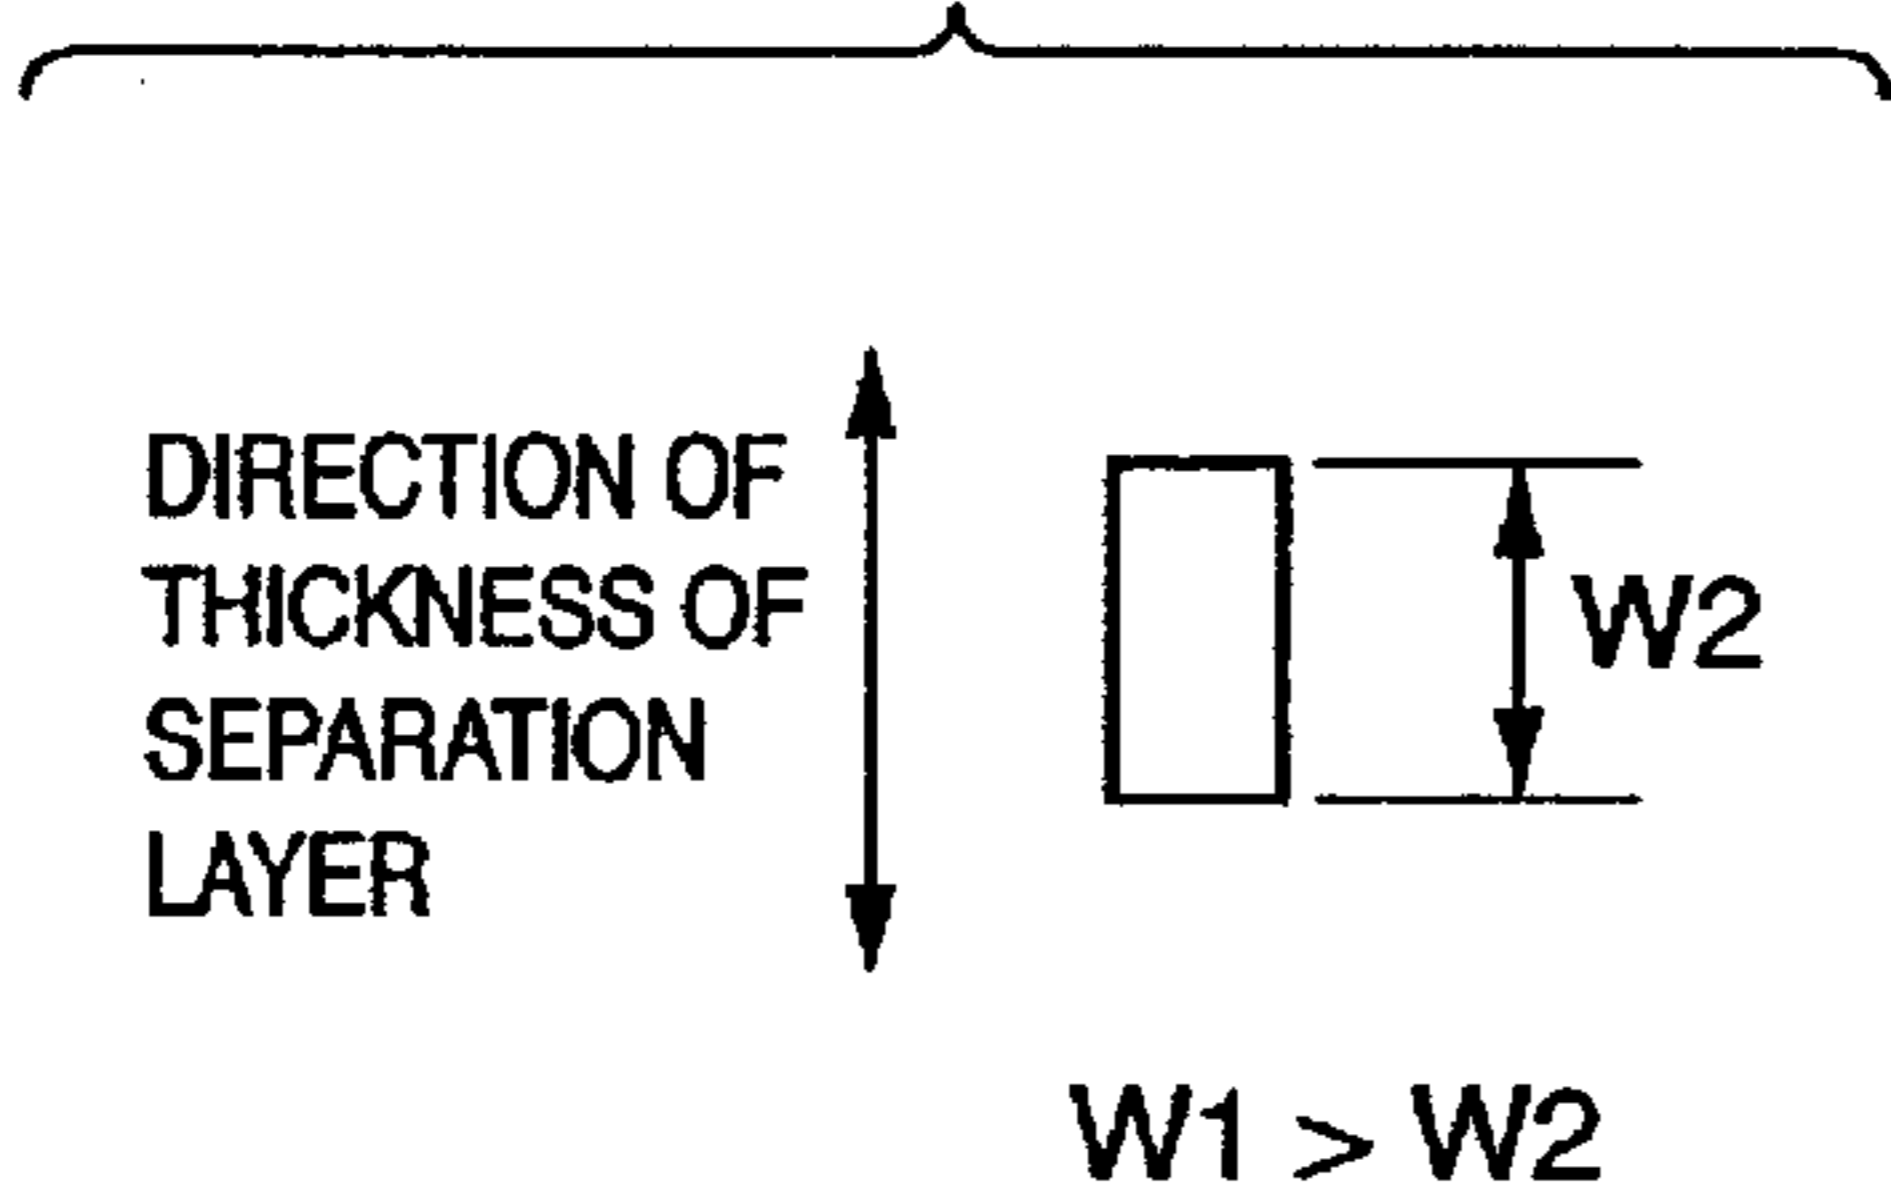 DIRECTION OF
THICKNESS OF
SEPARATION
LAYER
W2
W1 > W2